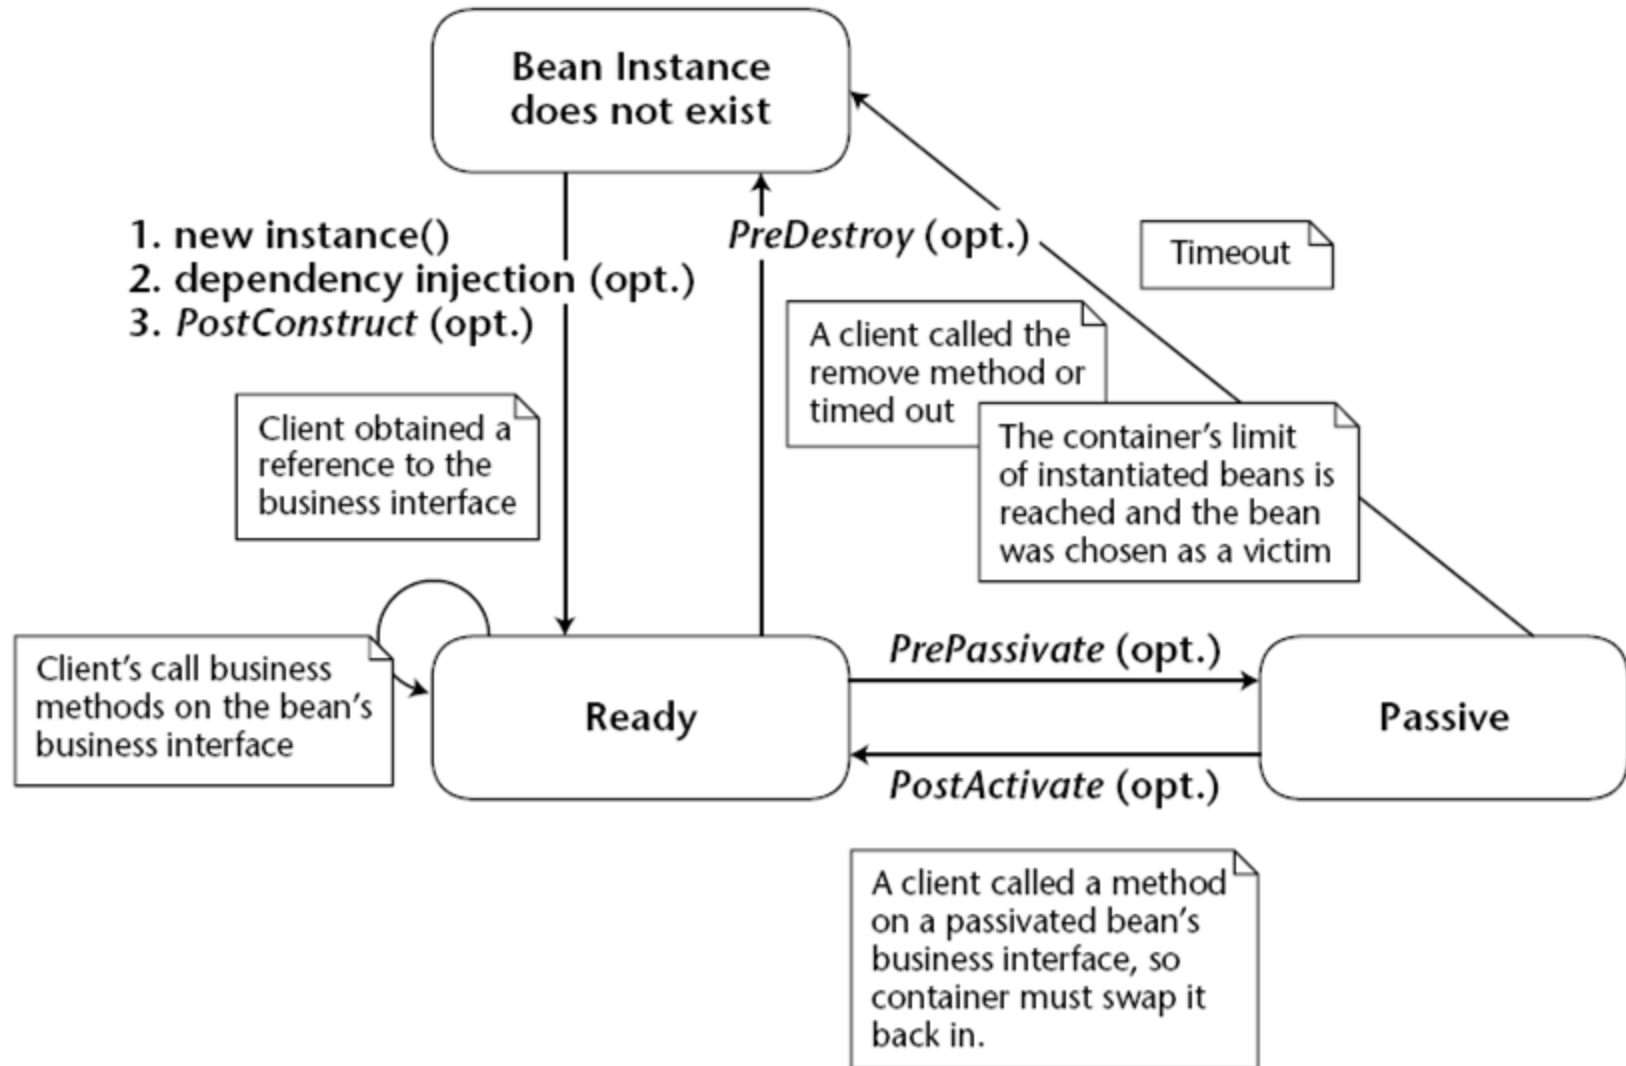 Bean Instance
does not exist
1. new instance()
2. dependency injection (opt.)
3. PostConstruct (opt.)
PreDestroy (opt.)
Timeout
A client called the
remove method or
timed out
Client obtained a
reference to the
business interface
The container’s limit
of instantiated beans is
reached and the bean
was chosen as a victim
Client’s call business
methods on the bean’s
business interface
Ready
PrePassivate (opt.)
PostActivate (opt.)
Passive
A client called a method
on a passivated bean’s
business interface, so
container must swap it
back in.